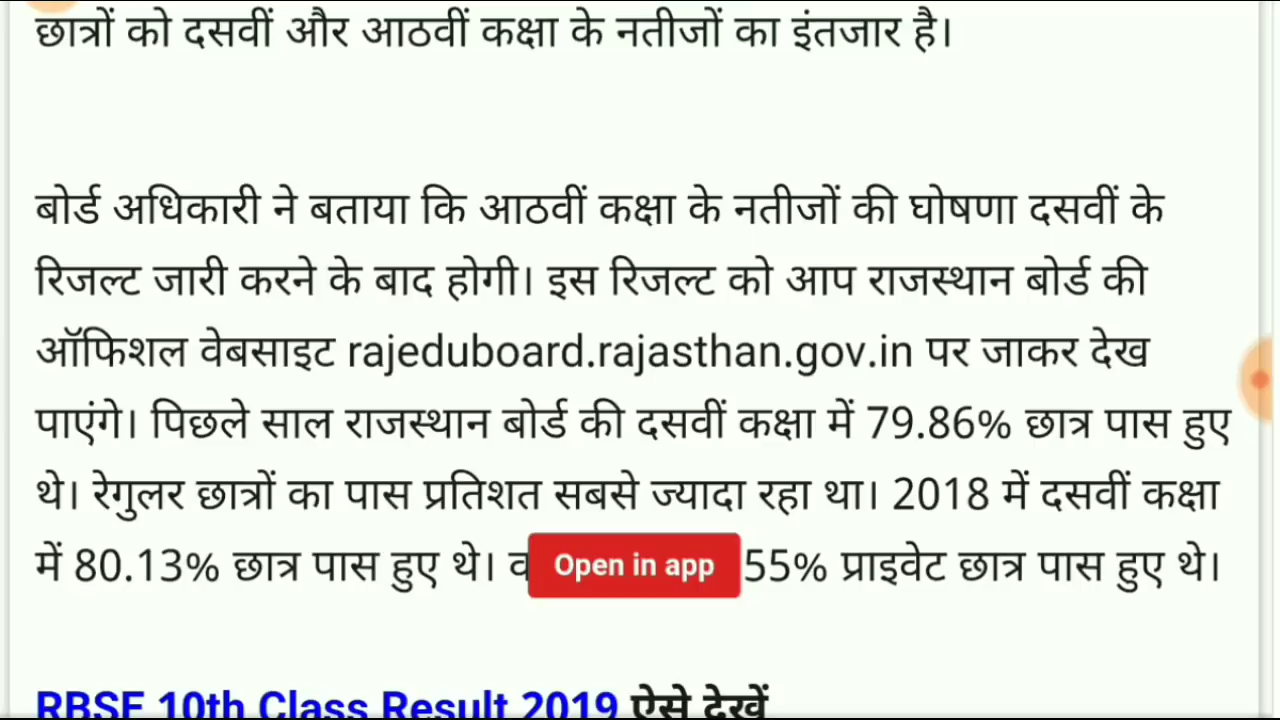 छात्रों को दसवीं और आठवीं कक्षा के नतीजों का इंतजार है।
बोर्ड अधिकारी ने बताया कि आठवीं कक्षा के नतीजों की घोषणा दसवीं के
रिजल्ट जारी करने के बाद होगी। इस रिजल्ट को आप राजस्थान बोर्ड की
ऑफिशल वेबसाइट rajeduboard.rajasthan.gov.in पर जाकर देख
पाएंगे। पिछले साल राजस्थान बोर्ड की दसवीं कक्षा में 79.86% छात्र पास हुए
थे। रेगुलर छात्रों का पास प्रतिशत सबसे ज्यादा रहा था। 2018 में दसवीं कक्षा
में 80.13% छात्र पास हुए थे। Open in app 55% प्राइवेट छात्र पास हुए थे।
RBSE 10th Class Result 2019 ऐसे देखें